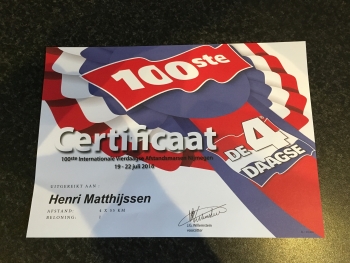 100ste
Certificaat
100ste Internationale Vierdaagse Afstandsmarsen Nijmegen
19 - 22 juli 2016
DE 4
DAAGSE
UITGEREIKT AAN :
Henri Matthijssen
AFSTAND :
BELONING :